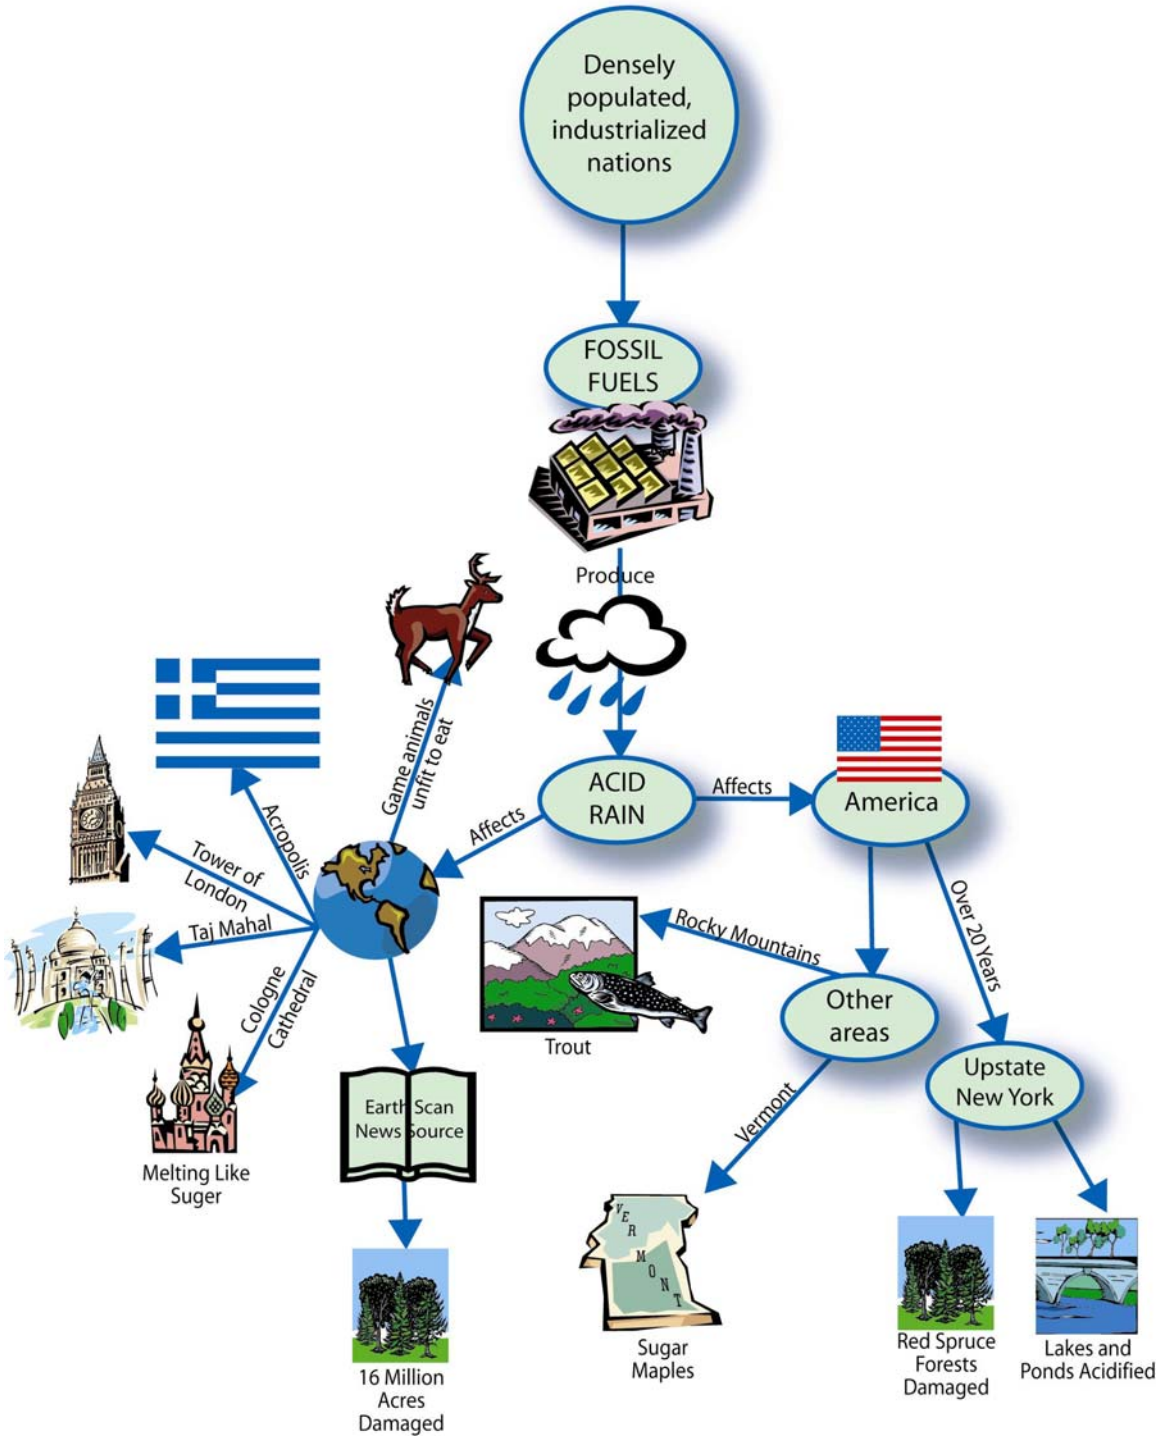 Densely
populated,
industrialized
nations
FOSSIL
FUELS
Produce
ACID
RAIN
Affects
America
Affects
Game animals
unfit to eat
Acropolis
Tower of
London
Taj Mahal
Cologne
Cathedral
Melting Like
Suger
Earth Scan
News Source
16 Million
Acres
Damaged
Rocky Mountains
Trout
Other
areas
Over 20 Years
Upstate
New York
Vermont
VERMONT
Sugar
Maples
Red Spruce
Forests
Damaged
Lakes and
Ponds Acidified